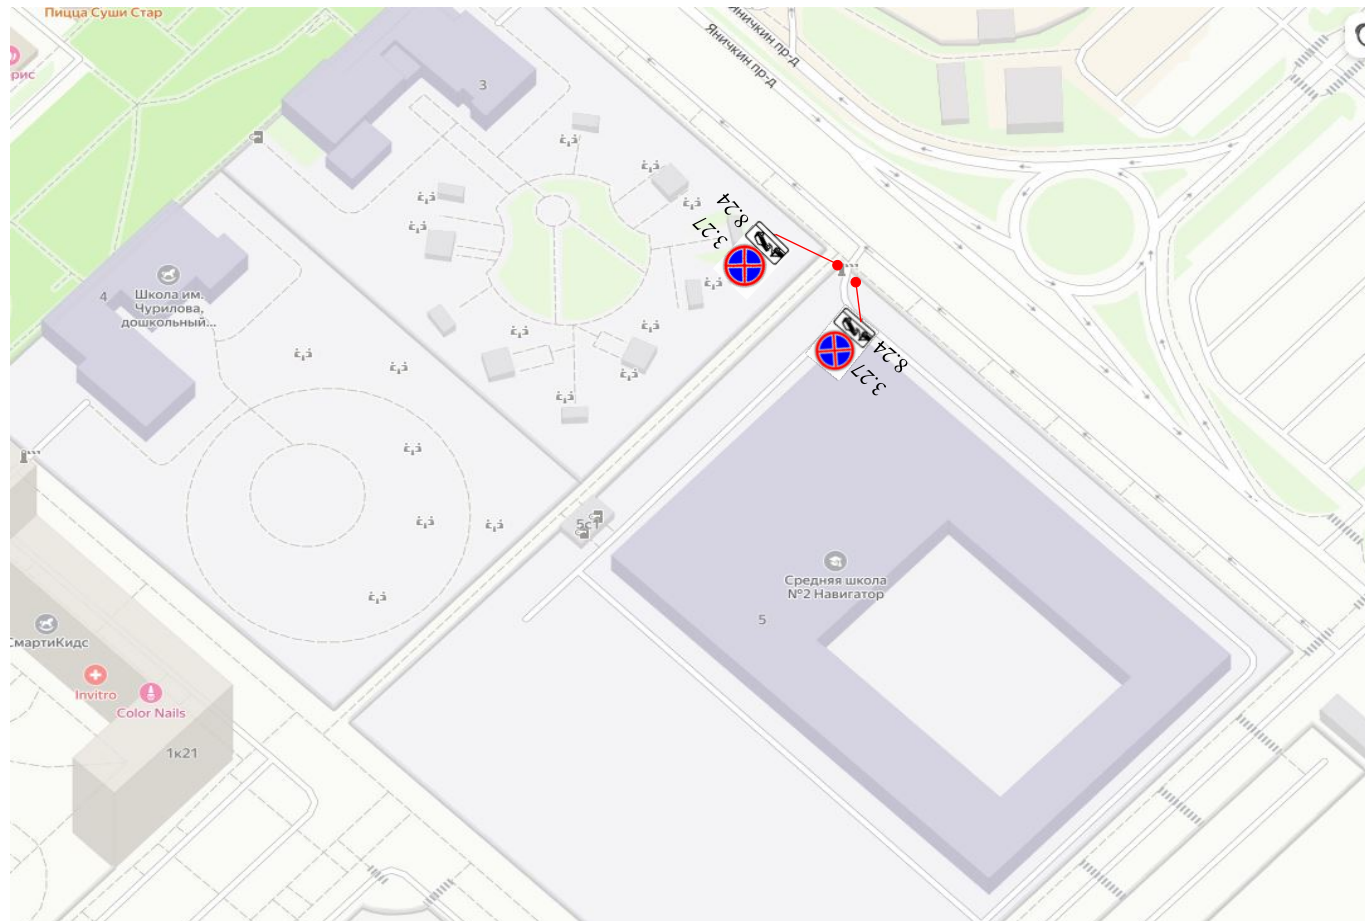 Пицца Суши Стар
рис
3
Яничкин пр-д
Яничкин пр-д
8.24
3.27
4
Школа им.
Чурилова,
дошкольный...
8.24
3.27
5с1
Средняя школа
№2 Навигатор
5
СмартиКидс
Invitro
Color Nails
1к21